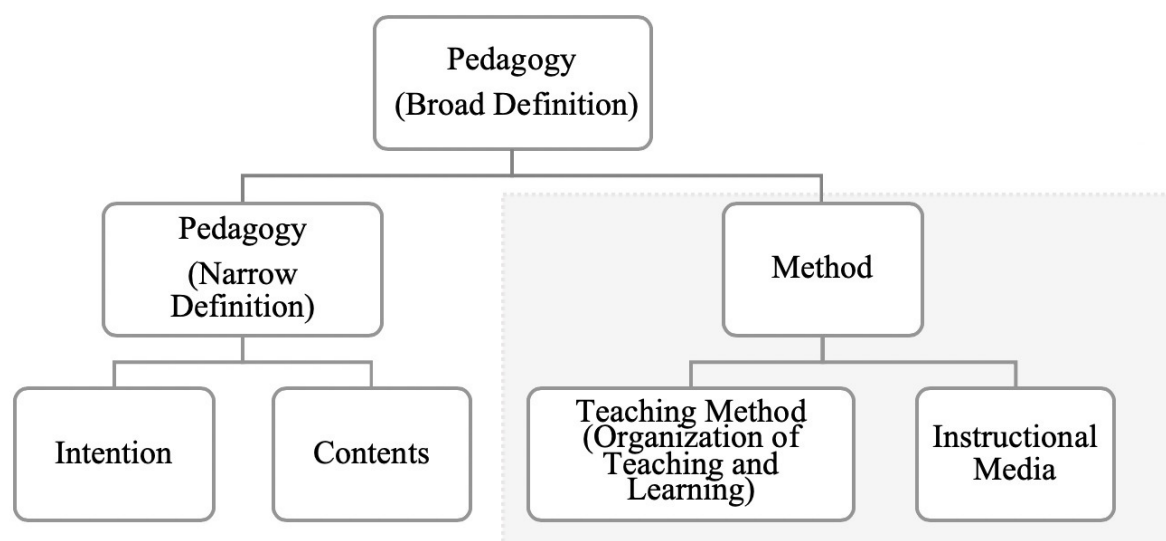 Pedagogy
(Broad Definition)
Pedagogy
(Narrow
Definition)
Method
Intention
Contents
Teaching Method
(Organization of
Teaching and
Learning)
Instructional
Media